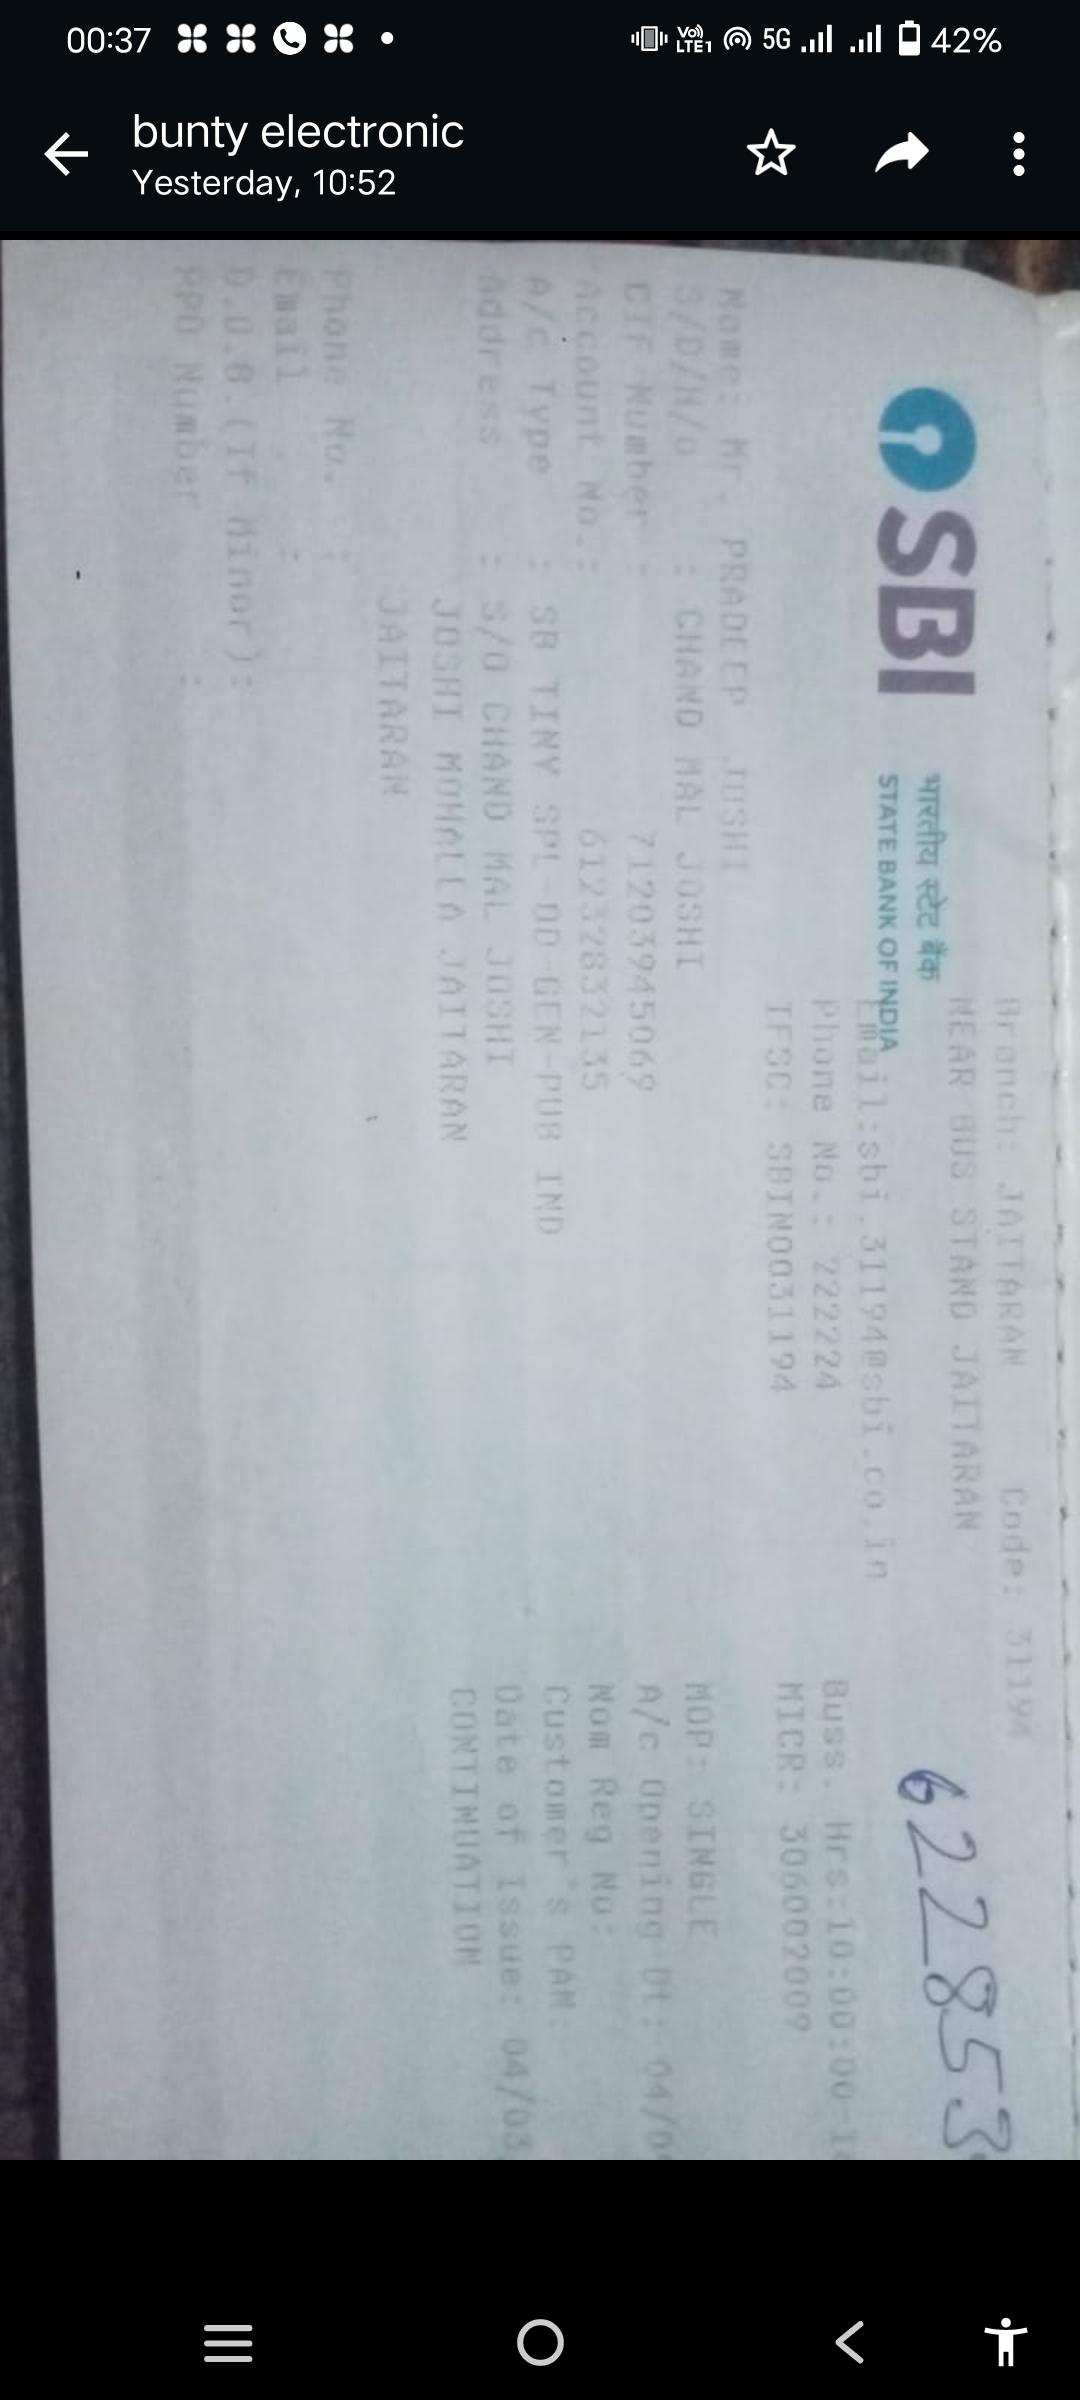 00:37
Vo) LTE1 5G 42%
bunty electronic
Yesterday, 10:52
SBI
भारतीय स्टेट बैंक
STATE BANK OF INDIA
Branch: JAITARAN Code: 31194
NEAR BUS STAND JAITARAN
622853
Email:sbi.31194@sbi.co.in
Phone No.: 222224 Buss. Hrs:10:00:00-1
IFSC: SBIN0031194 MICR: 306002009
Name: Mr. PRADEEP JOSHI
S/D/H/o : CHAND MAL JOSHI MOP: SINGLE
CIF Number : 71203945069 A/c Opening Dt: 04/0
Account No.: 61232832135 Nom Reg No:
A/c Type : SB TINY SPL-OD-GEN-PUB IND Customer's PAN:
Address : S/O CHAND MAL JOSHI Date of Issue: 04/03
JOSHI MOHALLA JAITARAN CONTINUATION
JAITARAN
Phone No. :
Email :
D.O.B.(If Minor):
PPO Number :